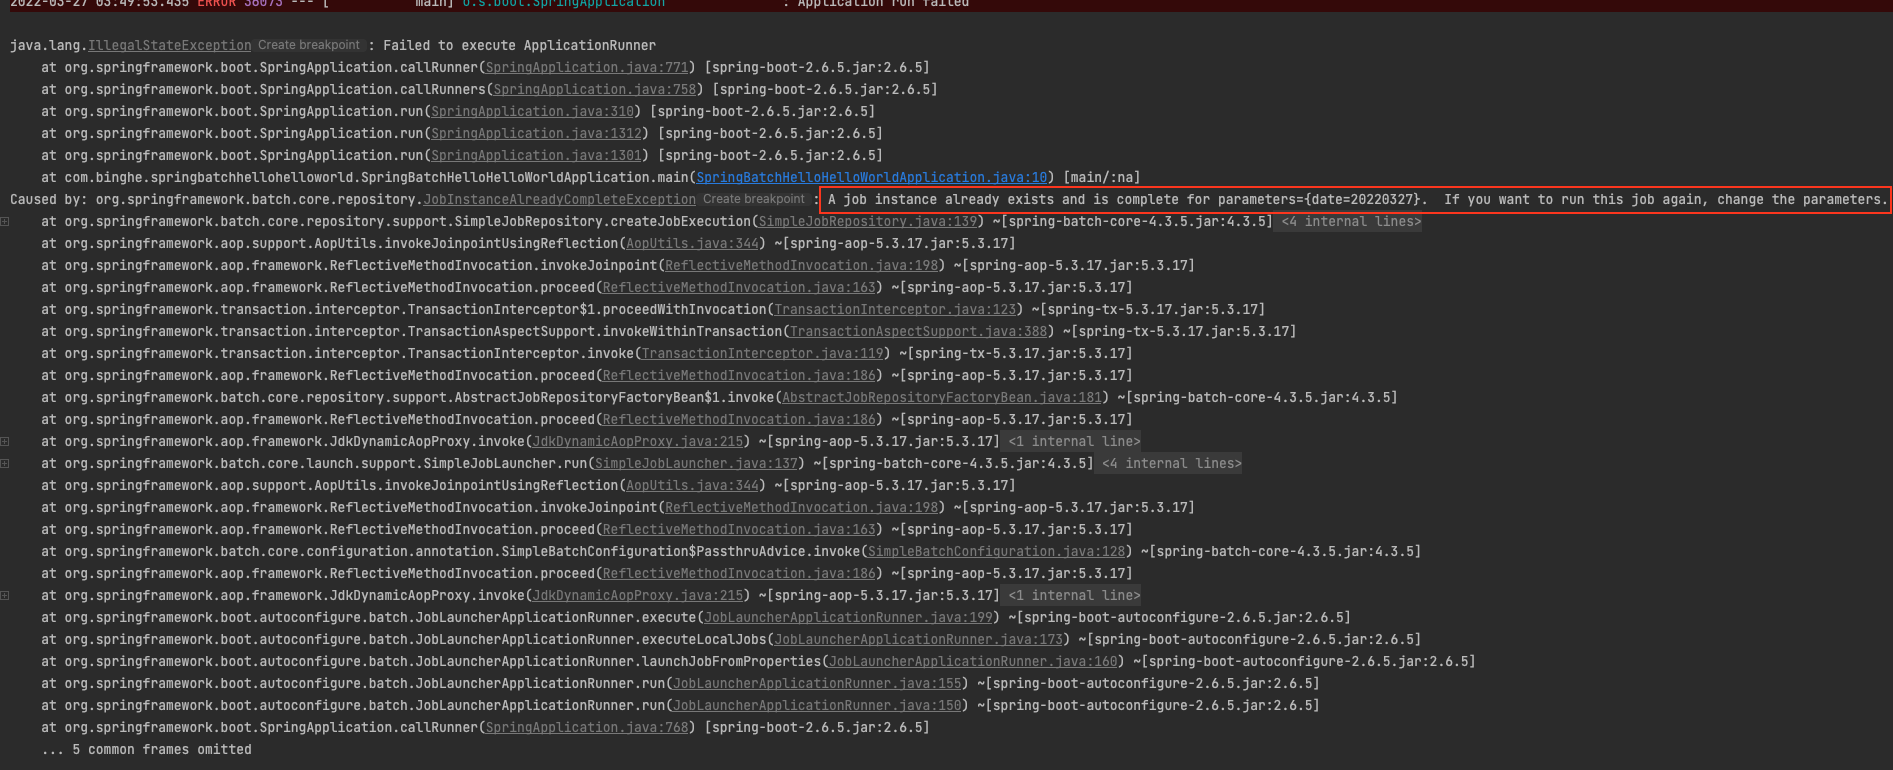 2022-03-27 03:49:53.435 ERROR 38073 --- [           main] o.s.boot.SpringApplication               : Application run failed
java.lang.IllegalStateException Create breakpoint : Failed to execute ApplicationRunner
at org.springframework.boot.SpringApplication.callRunner(SpringApplication.java:771) [spring-boot-2.6.5.jar:2.6.5]
at org.springframework.boot.SpringApplication.callRunners(SpringApplication.java:758) [spring-boot-2.6.5.jar:2.6.5]
at org.springframework.boot.SpringApplication.run(SpringApplication.java:310) [spring-boot-2.6.5.jar:2.6.5]
at org.springframework.boot.SpringApplication.run(SpringApplication.java:1312) [spring-boot-2.6.5.jar:2.6.5]
at org.springframework.boot.SpringApplication.run(SpringApplication.java:1301) [spring-boot-2.6.5.jar:2.6.5]
at com.binghe.springbatchhellohelloworld.SpringBatchHelloHelloWorldApplication.main(SpringBatchHelloHelloWorldApplication.java:10) [main/:na]
Caused by: org.springframework.batch.core.repository.JobInstanceAlreadyCompleteException Create breakpoint : A job instance already exists and is complete for parameters={date=20220327}.  If you want to run this job again, change the parameters.
at org.springframework.batch.core.repository.support.SimpleJobRepository.createJobExecution(SimpleJobRepository.java:139) ~[spring-batch-core-4.3.5.jar:4.3.5] <4 internal lines>
at org.springframework.aop.support.AopUtils.invokeJoinpointUsingReflection(AopUtils.java:344) ~[spring-aop-5.3.17.jar:5.3.17]
at org.springframework.aop.framework.ReflectiveMethodInvocation.invokeJoinpoint(ReflectiveMethodInvocation.java:198) ~[spring-aop-5.3.17.jar:5.3.17]
at org.springframework.aop.framework.ReflectiveMethodInvocation.proceed(ReflectiveMethodInvocation.java:163) ~[spring-aop-5.3.17.jar:5.3.17]
at org.springframework.transaction.interceptor.TransactionInterceptor$1.proceedWithInvocation(TransactionInterceptor.java:123) ~[spring-tx-5.3.17.jar:5.3.17]
at org.springframework.transaction.interceptor.TransactionAspectSupport.invokeWithinTransaction(TransactionAspectSupport.java:388) ~[spring-tx-5.3.17.jar:5.3.17]
at org.springframework.transaction.interceptor.TransactionInterceptor.invoke(TransactionInterceptor.java:119) ~[spring-tx-5.3.17.jar:5.3.17]
at org.springframework.aop.framework.ReflectiveMethodInvocation.proceed(ReflectiveMethodInvocation.java:186) ~[spring-aop-5.3.17.jar:5.3.17]
at org.springframework.batch.core.repository.support.AbstractJobRepositoryFactoryBean$1.invoke(AbstractJobRepositoryFactoryBean.java:181) ~[spring-batch-core-4.3.5.jar:4.3.5]
at org.springframework.aop.framework.ReflectiveMethodInvocation.proceed(ReflectiveMethodInvocation.java:186) ~[spring-aop-5.3.17.jar:5.3.17]
at org.springframework.aop.framework.JdkDynamicAopProxy.invoke(JdkDynamicAopProxy.java:215) ~[spring-aop-5.3.17.jar:5.3.17] <1 internal line>
at org.springframework.batch.core.launch.support.SimpleJobLauncher.run(SimpleJobLauncher.java:137) ~[spring-batch-core-4.3.5.jar:4.3.5] <4 internal lines>
at org.springframework.aop.support.AopUtils.invokeJoinpointUsingReflection(AopUtils.java:344) ~[spring-aop-5.3.17.jar:5.3.17]
at org.springframework.aop.framework.ReflectiveMethodInvocation.invokeJoinpoint(ReflectiveMethodInvocation.java:198) ~[spring-aop-5.3.17.jar:5.3.17]
at org.springframework.aop.framework.ReflectiveMethodInvocation.proceed(ReflectiveMethodInvocation.java:163) ~[spring-aop-5.3.17.jar:5.3.17]
at org.springframework.batch.core.configuration.annotation.SimpleBatchConfiguration$PassthruAdvice.invoke(SimpleBatchConfiguration.java:128) ~[spring-batch-core-4.3.5.jar:4.3.5]
at org.springframework.aop.framework.ReflectiveMethodInvocation.proceed(ReflectiveMethodInvocation.java:186) ~[spring-aop-5.3.17.jar:5.3.17]
at org.springframework.aop.framework.JdkDynamicAopProxy.invoke(JdkDynamicAopProxy.java:215) ~[spring-aop-5.3.17.jar:5.3.17] <1 internal line>
at org.springframework.boot.autoconfigure.batch.JobLauncherApplicationRunner.execute(JobLauncherApplicationRunner.java:199) ~[spring-boot-autoconfigure-2.6.5.jar:2.6.5]
at org.springframework.boot.autoconfigure.batch.JobLauncherApplicationRunner.executeLocalJobs(JobLauncherApplicationRunner.java:173) ~[spring-boot-autoconfigure-2.6.5.jar:2.6.5]
at org.springframework.boot.autoconfigure.batch.JobLauncherApplicationRunner.launchJobFromProperties(JobLauncherApplicationRunner.java:160) ~[spring-boot-autoconfigure-2.6.5.jar:2.6.5]
at org.springframework.boot.autoconfigure.batch.JobLauncherApplicationRunner.run(JobLauncherApplicationRunner.java:155) ~[spring-boot-autoconfigure-2.6.5.jar:2.6.5]
at org.springframework.boot.autoconfigure.batch.JobLauncherApplicationRunner.run(JobLauncherApplicationRunner.java:150) ~[spring-boot-autoconfigure-2.6.5.jar:2.6.5]
at org.springframework.boot.SpringApplication.callRunner(SpringApplication.java:768) [spring-boot-2.6.5.jar:2.6.5]
... 5 common frames omitted